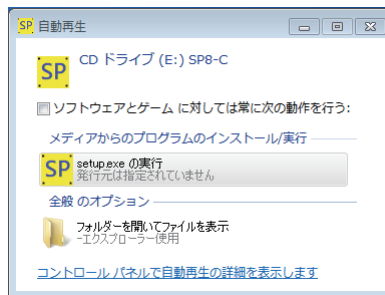 SP 自動再生
SP CD ドライブ (E:) SP8-C
ソフトウェアとゲーム に対しては常に次の動作を行う:
メディアからのプログラムのインストール/実行
SP setup.exe の実行
発行元は指定されていません
全般 のオプション
フォルダーを開いてファイルを表示
-エクスプローラー使用
コントロール パネルで自動再生の詳細を表示します